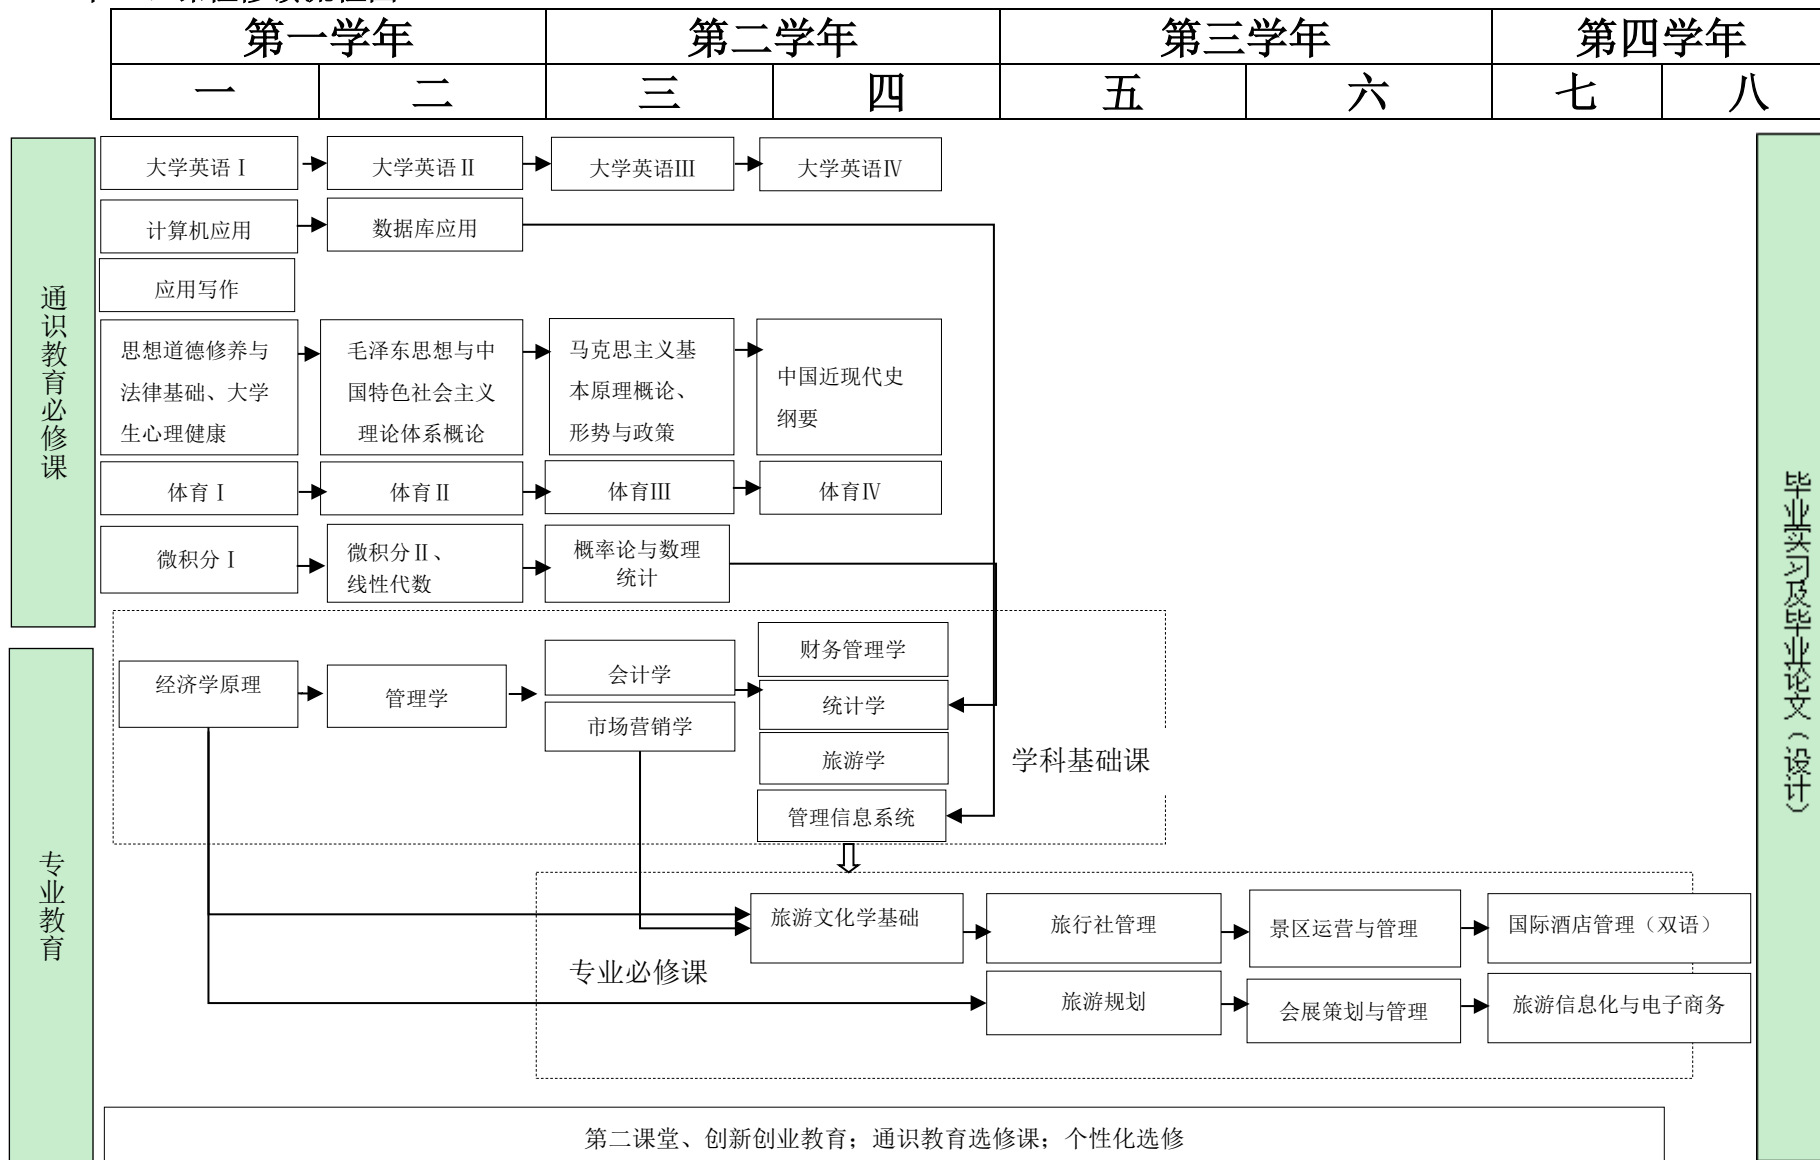 第一学年
第二学年
第三学年
第四学年
一
二
三
四
五
六
七
八
通识教育必修课
大学英语Ⅰ
大学英语Ⅱ
大学英语Ⅲ
大学英语Ⅳ
计算机应用
数据库应用
应用写作
思想道德修养与
法律基础、大学
生心理健康
毛泽东思想与中
国特色社会主义
理论体系概论
马克思主义基
本原理概论、
形势与政策
中国近现代史
纲要
体育Ⅰ
体育Ⅱ
体育Ⅲ
体育Ⅳ
微积分Ⅰ
微积分Ⅱ、
线性代数
概率论与数理
统计
专业教育
经济学原理
管理学
会计学
市场营销学
财务管理学
统计学
旅游学
管理信息系统
学科基础课
专业必修课
旅游文化学基础
旅行社管理
景区运营与管理
国际酒店管理（双语）
旅游规划
会展策划与管理
旅游信息化与电子商务
第二课堂、创新创业教育；通识教育选修课；个性化选修
毕业实习及毕业论文（设计）